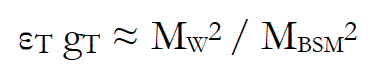 εT gT ≈ MW² / MBSM²